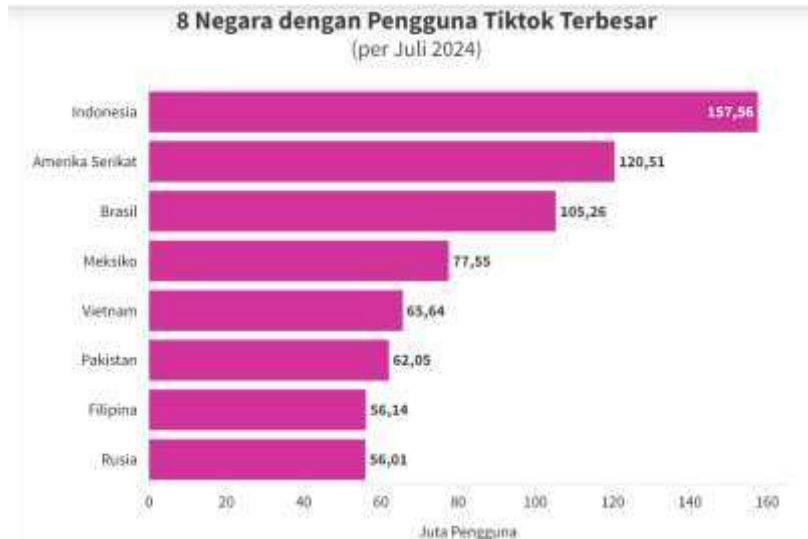 8 Negara dengan Pengguna Tiktok Terbesar
(per Juli 2024)
Indonesia 157,56
Amerika Serikat 120,51
Brasil 105,26
Meksiko 77,55
Vietnam 65,64
Pakistan 62,05
Filipina 56,14
Rusia 56,01
0 20 40 60 80 100 120 140 160
Juta Pengguna